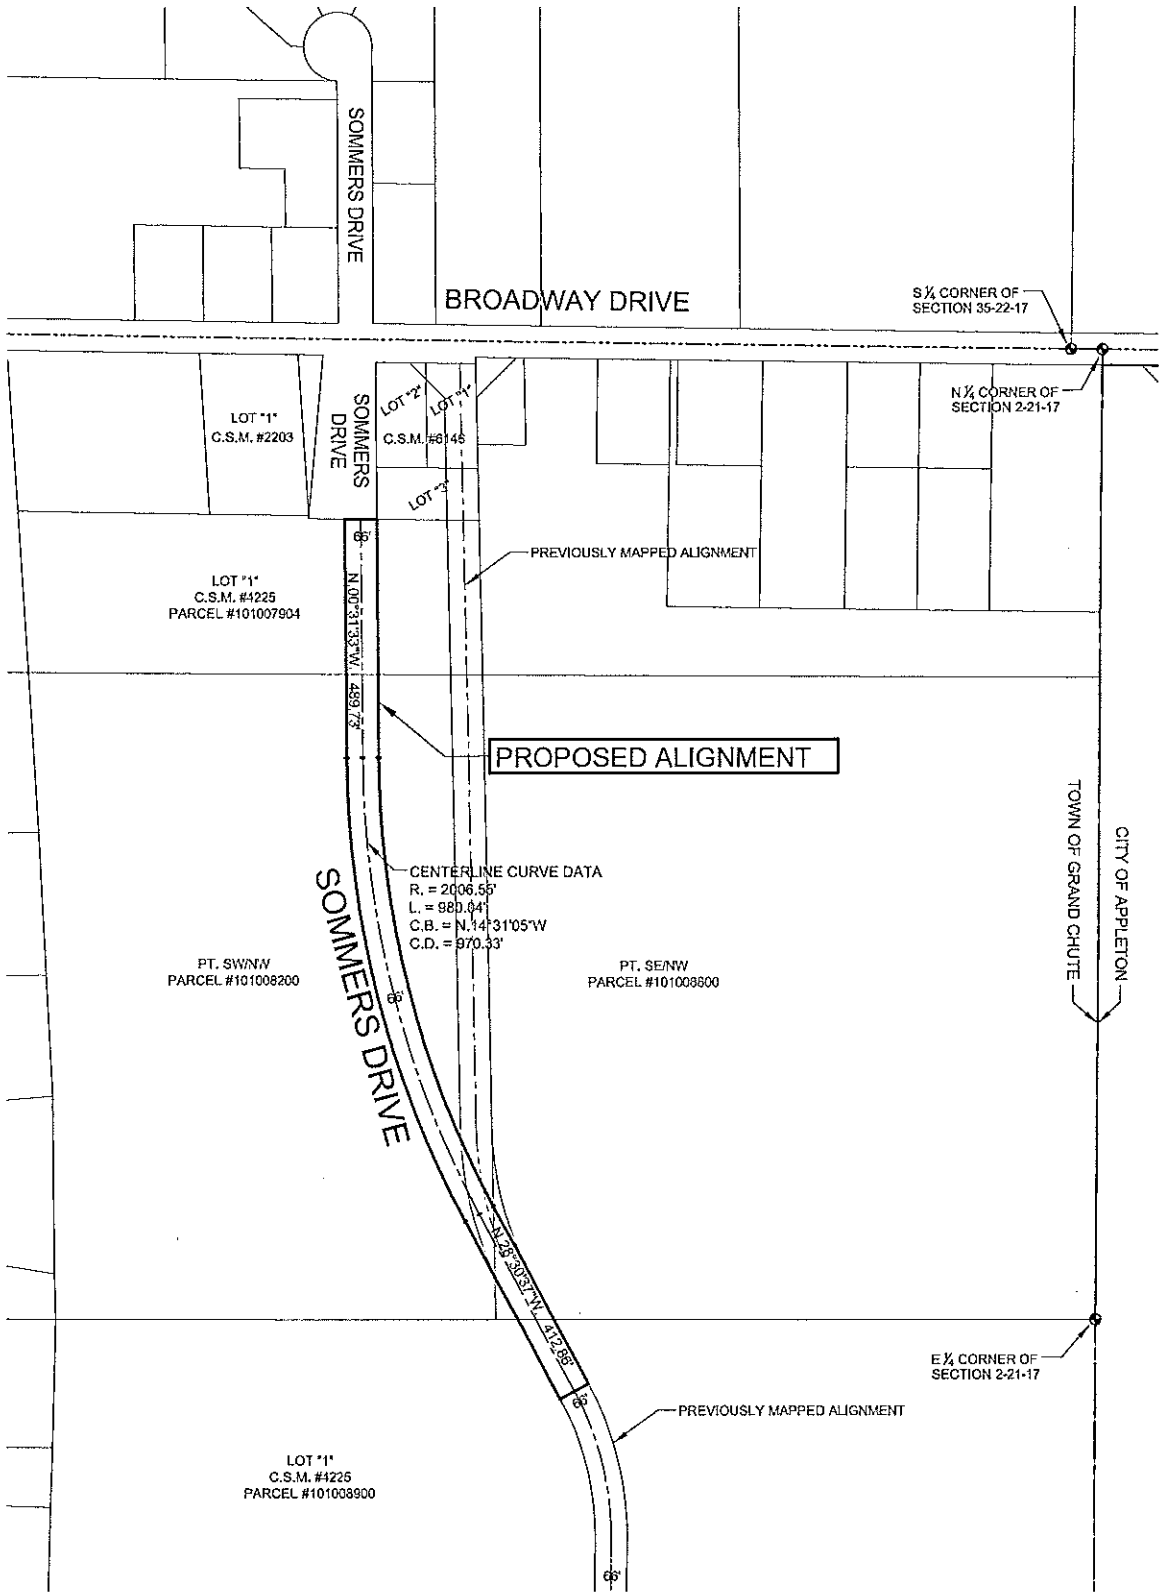 SOMMERS DRIVE
BROADWAY DRIVE
S ¼ CORNER OF
SECTION 35-22-17
N ¼ CORNER OF
SECTION 2-21-17
LOT "1"
C.S.M. #2203
SOMMERS
DRIVE
LOT "2"
LOT "1"
C.S.M. #6146
LOT "3"
66'
PREVIOUSLY MAPPED ALIGNMENT
LOT "1"
C.S.M. #4225
PARCEL #101007904
N.00°31'33"W. 489.73'
PROPOSED ALIGNMENT
TOWN OF GRAND CHUTE
CITY OF APPLETON
CENTERLINE CURVE DATA
R. = 2006.55'
L. = 980.04'
C.B. = N.14°31'05"W
C.D. = 970.33'
SOMMERS DRIVE
PT. SW/NW
PARCEL #101008200
PT. SE/NW
PARCEL #101008600
66'
N.28°30'37"W. 412.86'
E ¼ CORNER OF
SECTION 2-21-17
66'
PREVIOUSLY MAPPED ALIGNMENT
LOT "1"
C.S.M. #4225
PARCEL #101008900
66'